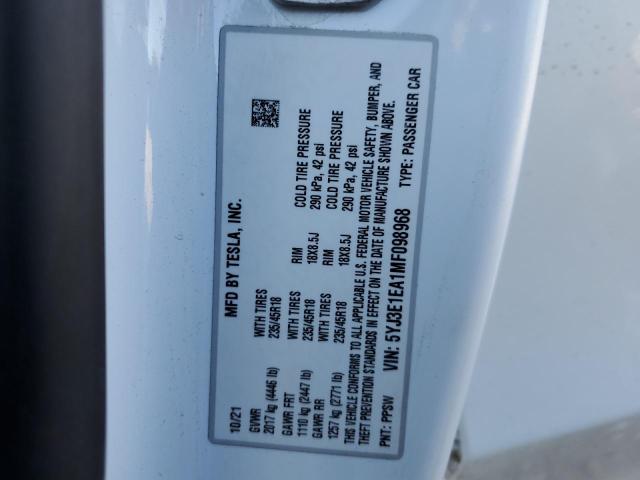 10/21 MFD BY TESLA, INC.
GVWR
2017 kg (4446 lb)
GAWR FRT WITH TIRES RIM COLD TIRE PRESSURE
1110 kg (2447 lb) 235/45R18 18X8.5J 290 kPa, 42 psi
GAWR RR WITH TIRES RIM COLD TIRE PRESSURE
1257 kg (2771 lb) 235/45R18 18X8.5J 290 kPa, 42 psi
THIS VEHICLE CONFORMS TO ALL APPLICABLE U.S. FEDERAL MOTOR VEHICLE SAFETY, BUMPER, AND
THEFT PREVENTION STANDARDS IN EFFECT ON THE DATE OF MANUFACTURE SHOWN ABOVE.
PNT: PPSW VIN: 5YJ3E1EA1MF098968 TYPE: PASSENGER CAR